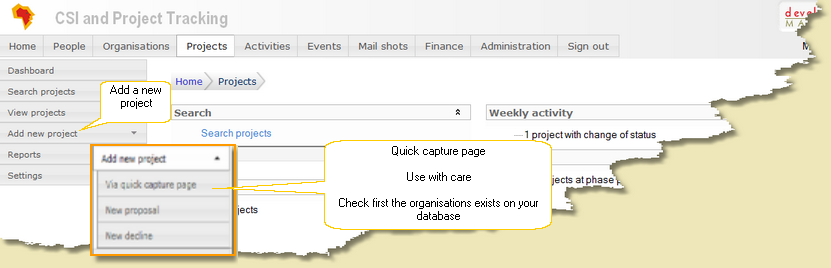 CSI and Project Tracking
deve
MA
Home People Organisations Projects Activities Events Mail shots Finance Administration Sign out
Dashboard
Search projects
View projects
Add new project
Reports
Settings
Add a new
project
Home Projects
Search
Search projects
Weekly activity
1 project with change of status
jects at phase
jects
Add new project
Via quick capture page
New proposal
New decline
Quick capture page
Use with care
Check first the organisations exists on your
database